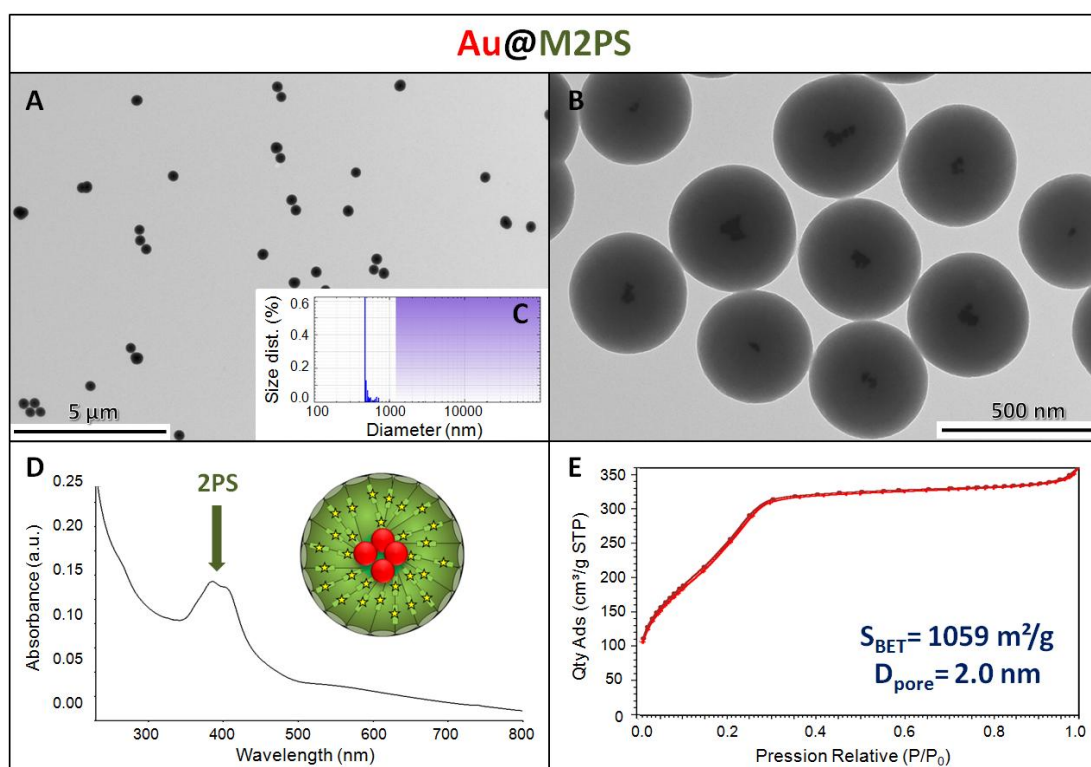 Au@M2PS
A
5 µm
C
Size dist. (%)
0.6
0.4
0.2
0.0
100
1000
10000
Diameter (nm)
B
500 nm
D
2PS
Absorbance (a.u.)
0.25
0.20
0.15
0.10
0.05
0.00
300
400
500
600
700
800
Wavelength (nm)
E
Qty Ads (cm³/g STP)
350
300
250
200
150
100
50
0
0.0
0.2
0.4
0.6
0.8
1.0
Pression Relative (P/P₀)
S_BET= 1059 m²/g
D_pore= 2.0 nm